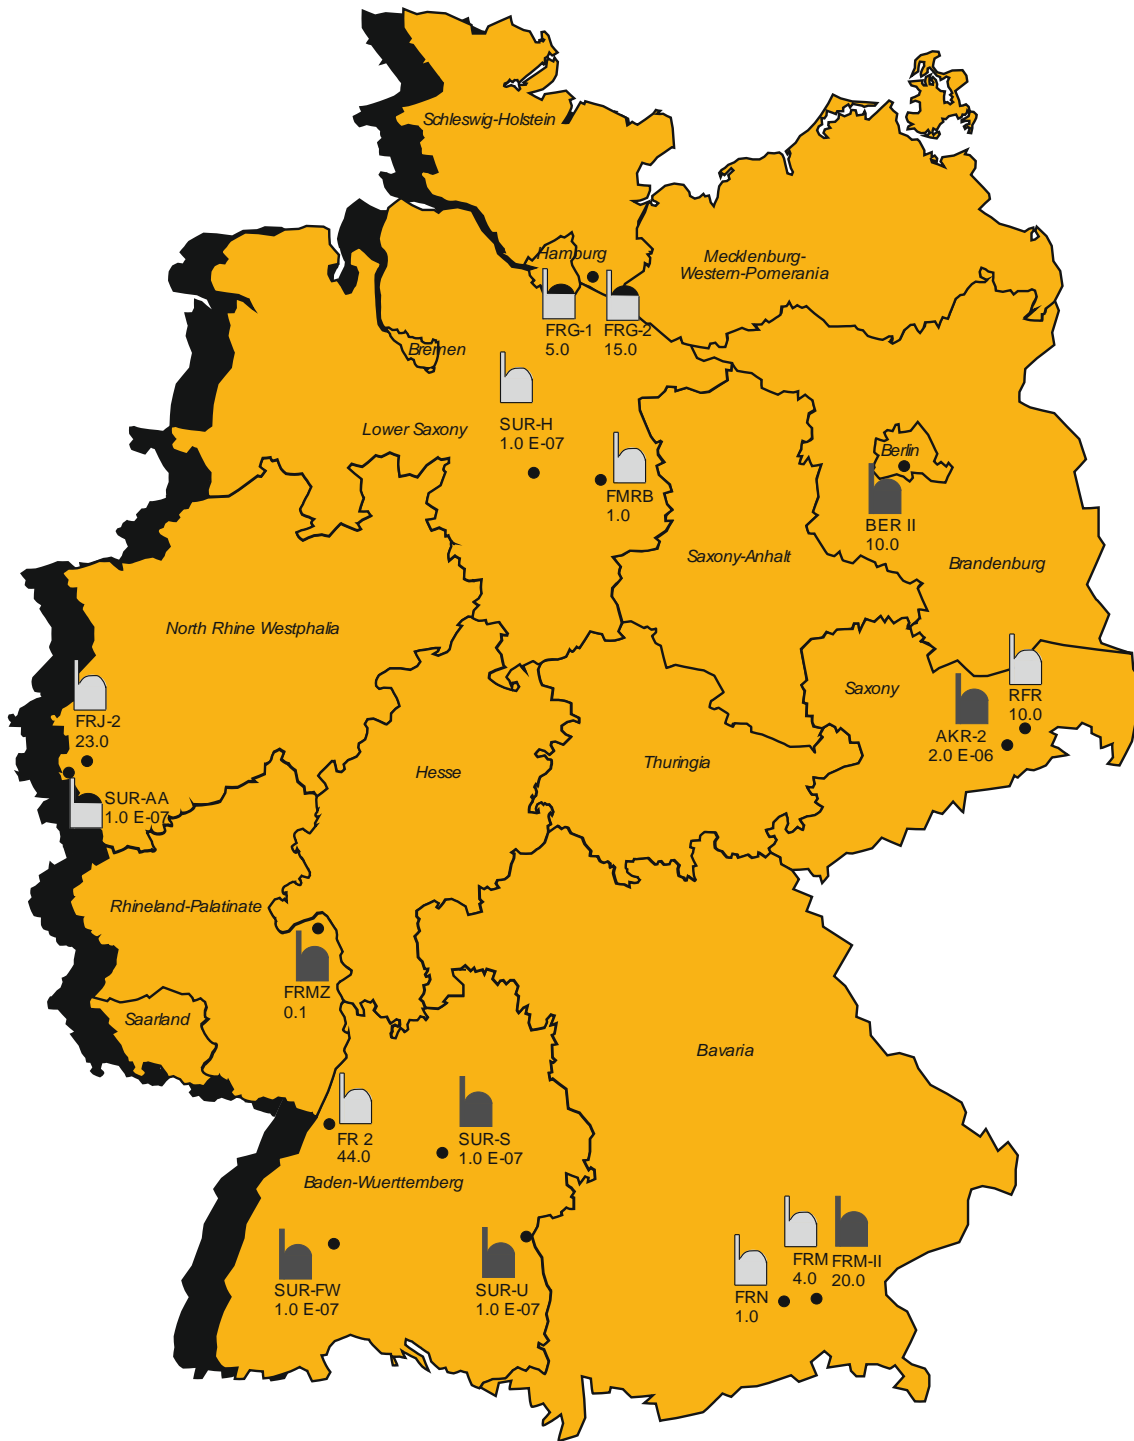 Schleswig-Holstein
Hamburg
Mecklenburg-
Western-Pomerania
FRG-1
5.0
FRG-2
15.0
Bremen
SUR-H
1.0 E-07
Lower Saxony
Berlin
FMRB
1.0
BER II
10.0
Saxony-Anhalt
Brandenburg
North Rhine Westphalia
Saxony
RFR
10.0
FRJ-2
23.0
AKR-2
2.0 E-06
Hesse
Thuringia
SUR-AA
1.0 E-07
Rhineland-Palatinate
FRMZ
0.1
Saarland
Bavaria
FR 2
44.0
SUR-S
1.0 E-07
Baden-Wuerttemberg
SUR-FW
1.0 E-07
SUR-U
1.0 E-07
FRM
4.0
FRM-II
20.0
FRN
1.0